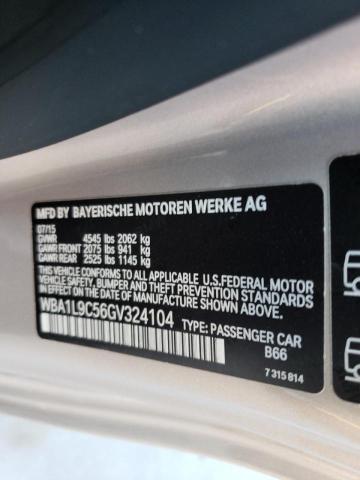 MFD BY BAYERISCHE MOTOREN WERKE AG
07/15
GVWR 4545 lbs 2062 kg
GAWR FRONT 2075 lbs 941 kg
GAWR REAR 2525 lbs 1145 kg
THIS VEHICLE CONFORMS TO ALL APPLICABLE U.S.FEDERAL MOTOR
VEHICLE SAFETY, BUMPER AND THEFT PREVENTION STANDARDS IN
EFFECT ON THE DATE OF MANUFACTURE SHOWN ABOVE.
WBA1L9C56GV324104 TYPE: PASSENGER CAR
B66
7 315 814